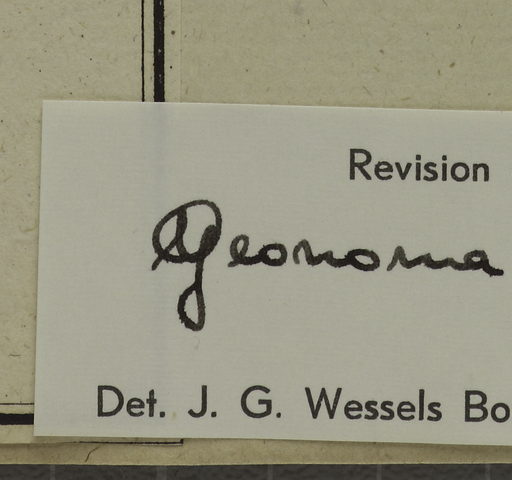 Revision
Geonoma
Det. J. G. Wessels Bo